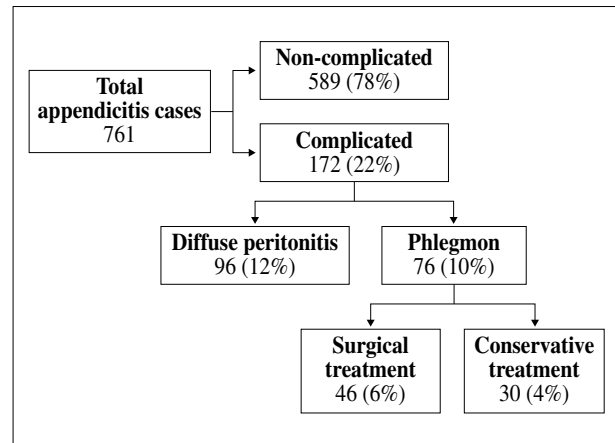 Non-complicated
589 (78%)
Total
appendicitis cases
761
Complicated
172 (22%)
Diffuse peritonitis
96 (12%)
Phlegmon
76 (10%)
Surgical
treatment
46 (6%)
Conservative
treatment
30 (4%)